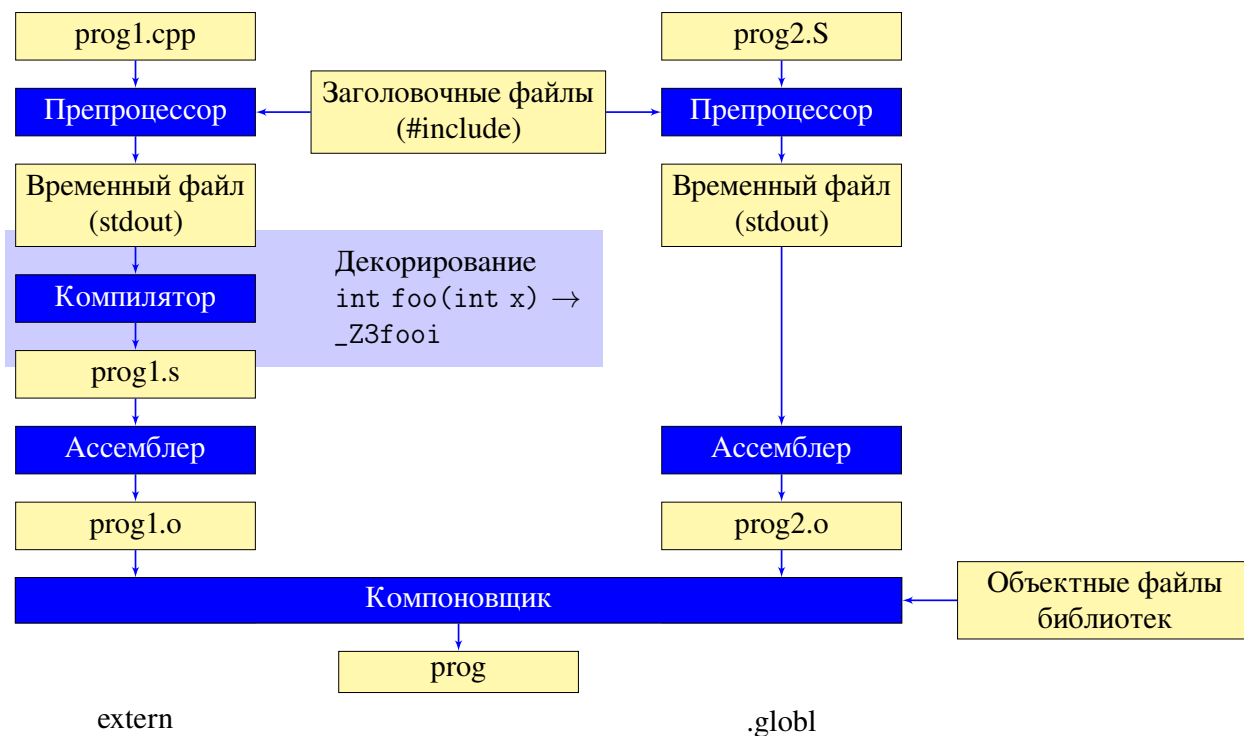 prog1.cpp
prog2.S
Препроцессор
Заголовочные файлы
(#include)
Препроцессор
Временный файл
(stdout)
Временный файл
(stdout)
Компилятор
Декорирование
int foo(int x) →
_Z3fooi
prog1.s
Ассемблер
Ассемблер
prog1.o
prog2.o
Компоновщик
Объектные файлы
библиотек
prog
extern
.globl